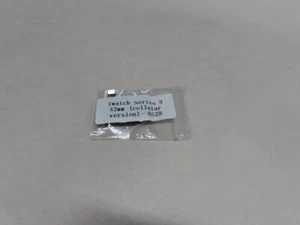 iwatch series 3
42mm (cellular
version)